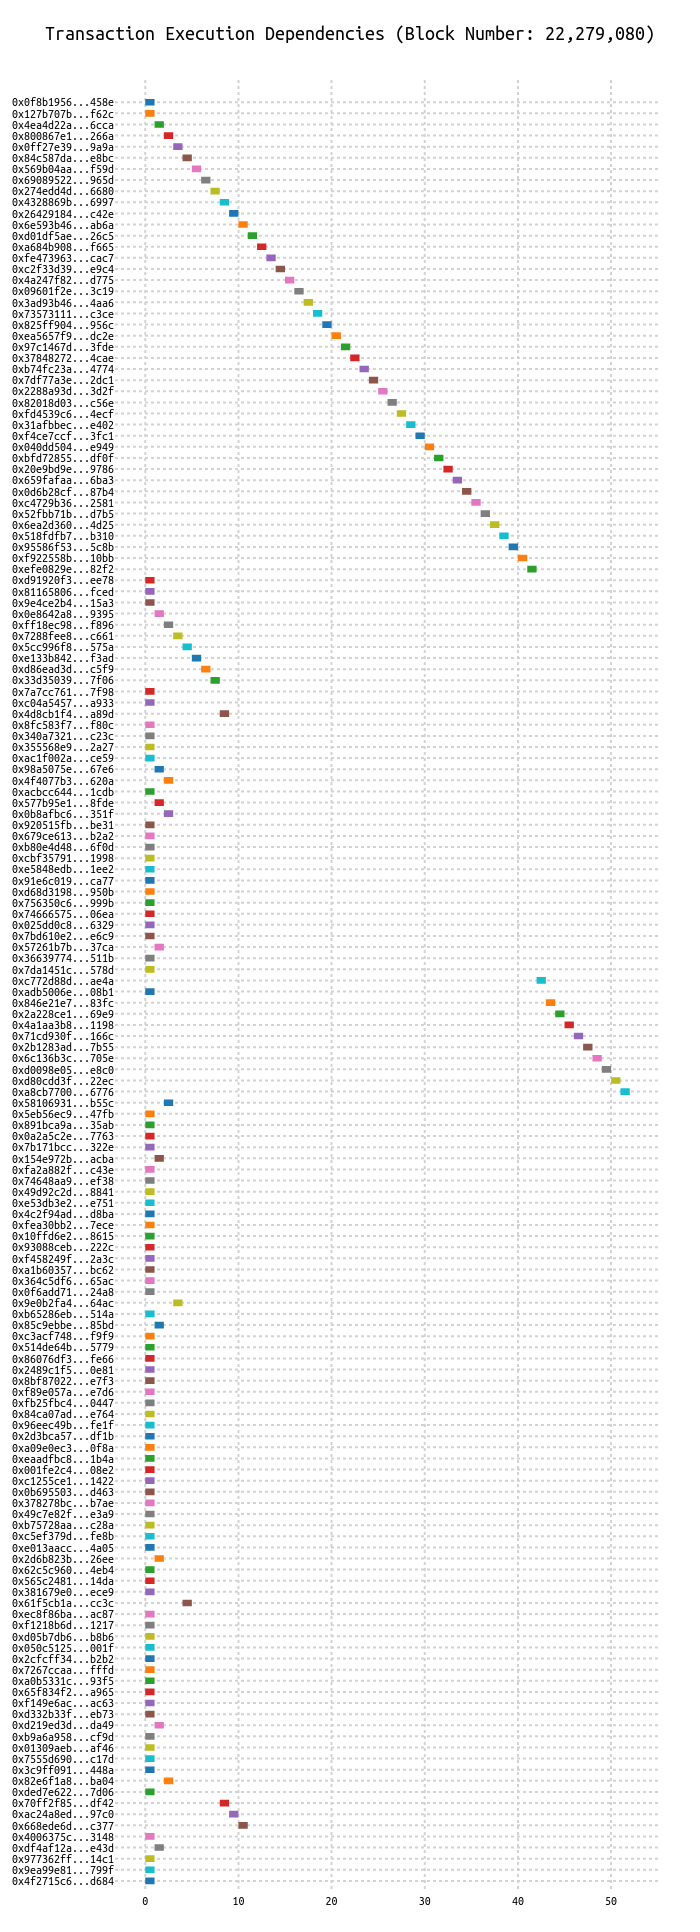 Transaction Execution Dependencies (Block Number: 22,279,080)
0x0f8b1956...458e
0x127b707b...f62c
0x4ea4d22a...6cca
0x800867e1...266a
0x0ff27e39...9a9a
0x84c587da...e8bc
0x569b04aa...f59d
0x69089522...965d
0x274edd4d...6680
0x4328869b...6997
0x26429184...c42e
0x6e593b46...ab6a
0xd01df5ae...26c5
0xa684b908...f665
0xfe473963...cac7
0xc2f33d39...e9c4
0x4a247f82...d775
0x09601f2e...3c19
0x3ad93b46...4aa6
0x73573111...c3ce
0x825ff904...956c
0xea5657f9...dc2e
0x97c1467d...3fde
0x37848272...4cae
0xb74fc23a...4774
0x7df77a3e...2dc1
0x2288a93d...3d2f
0x82018d03...c56e
0xfd4539c6...4ecf
0x31afbbec...e402
0xf4ce7ccf...3fc1
0x040dd504...e949
0xbfd72855...df0f
0x20e9bd9e...9786
0x659fafaa...6ba3
0x0d6b28cf...87b4
0xc4729b36...2581
0x52fbb71b...d7b5
0x6ea2d360...4d25
0x518fdfb7...b310
0x95586f53...5c8b
0xf922558b...10bb
0xefe0829e...82f2
0xd91920f3...ee78
0x81165806...fced
0x9e4ce2b4...15a3
0x0e8642a8...9395
0xff18ec98...f896
0x7288fee8...c661
0x5cc996f8...575a
0xe133b842...f3ad
0xd86ead3d...c5f9
0x33d35039...7f06
0x7a7cc761...7f98
0xc04a5457...a933
0x4d8cb1f4...a89d
0x8fc583f7...f80c
0x340a7321...c23c
0x355568e9...2a27
0xac1f002a...ce59
0x98a5075e...67e6
0x4f4077b3...620a
0xacbcc644...1cdb
0x577b95e1...8fde
0x0b8afbc6...351f
0x920515fb...be31
0x679ce613...b2a2
0xb80e4d48...6f0d
0xcbf35791...1998
0xe5848edb...1ee2
0x91e6c019...ca77
0xd68d3198...950b
0x756350c6...999b
0x74666575...06ea
0x025dd0c8...6329
0x7bd610e2...e6c9
0x57261b7b...37ca
0x36639774...511b
0x7da1451c...578d
0xc772d88d...ae4a
0xadb5006e...08b1
0x846e21e7...83fc
0x2a228ce1...69e9
0x4a1aa3b8...1198
0x71cd930f...166c
0x2b1283ad...7b55
0x6c136b3c...705e
0xd0098e05...e8c0
0xd80cdd3f...22ec
0xa8cb7700...6776
0x58106931...b55c
0x5eb56ec9...47fb
0x891bca9a...35ab
0x0a2a5c2e...7763
0x7b171bcc...322e
0x154e972b...acba
0xfa2a882f...c43e
0x74648aa9...ef38
0x49d92c2d...8841
0xe53db3e2...e751
0x4c2f94ad...d8ba
0xfea30bb2...7ece
0x10ffd6e2...8615
0x93088ceb...222c
0xf458249f...2a3c
0xa1b60357...bc62
0x364c5df6...65ac
0x0f6add71...24a8
0x9e0b2fa4...64ac
0xb65286eb...514a
0x85c9ebbe...85bd
0xc3acf748...f9f9
0x514de64b...5779
0x86076df3...fe66
0x2489c1f5...0e81
0x8bf87022...e7f3
0xf89e057a...e7d6
0xfb25fbc4...0447
0x84ca07ad...e764
0x96eec49b...fe1f
0x2d3bca57...df1b
0xa09e0ec3...0f8a
0xeaadfbc8...1b4a
0x001fe2c4...08e2
0xc1255ce1...1422
0x0b695503...d463
0x378278bc...b7ae
0x49c7e82f...e3a9
0xb75728aa...c28a
0xc5ef379d...fe8b
0xe013aacc...4a05
0x2d6b823b...26ee
0x62c5c960...4eb4
0x565c2481...14da
0x381679e0...ece9
0x61f5cb1a...cc3c
0xec8f86ba...ac87
0xf1218b6d...1217
0xd05b7db6...b8b6
0x050c5125...001f
0x2cfcff34...b2b2
0x7267ccaa...fffd
0xa0b5331c...93f5
0x65f834f2...a965
0xf149e6ac...ac63
0xd332b33f...eb73
0xd219ed3d...da49
0xb9a6a958...cf9d
0x01309aeb...af46
0x7555d690...c17d
0x3c9ff091...448a
0x82e6f1a8...ba04
0xded7e622...7d06
0x70ff2f85...df42
0xac24a8ed...97c0
0x668ede6d...c377
0x4006375c...3148
0xdf4af12a...e43d
0x977362ff...14c1
0x9ea99e81...799f
0x4f2715c6...d684
0 10 20 30 40 50